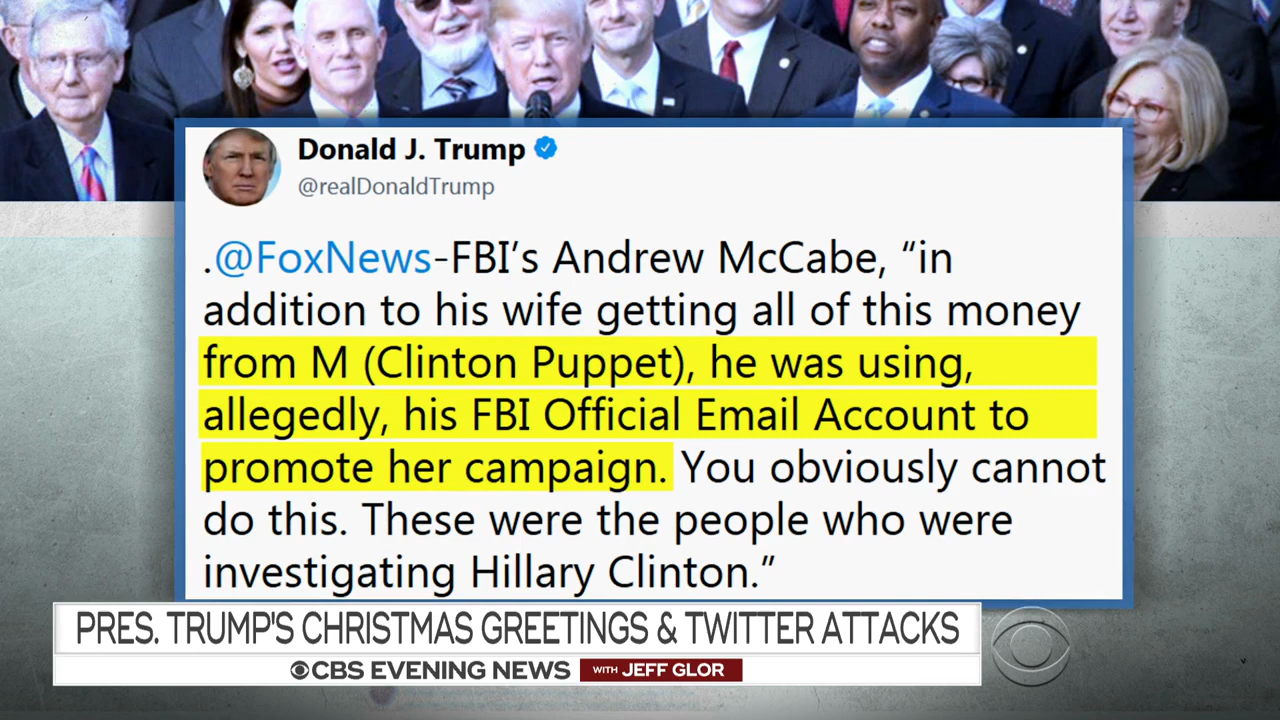 Donald J. Trump
@realDonaldTrump
.@FoxNews-FBI’s Andrew McCabe, “in
addition to his wife getting all of this money
from M (Clinton Puppet), he was using,
allegedly, his FBI Official Email Account to
promote her campaign. You obviously cannot
do this. These were the people who were
investigating Hillary Clinton.”
PRES. TRUMP'S CHRISTMAS GREETINGS & TWITTER ATTACKS
CBS EVENING NEWS WITH JEFF GLOR